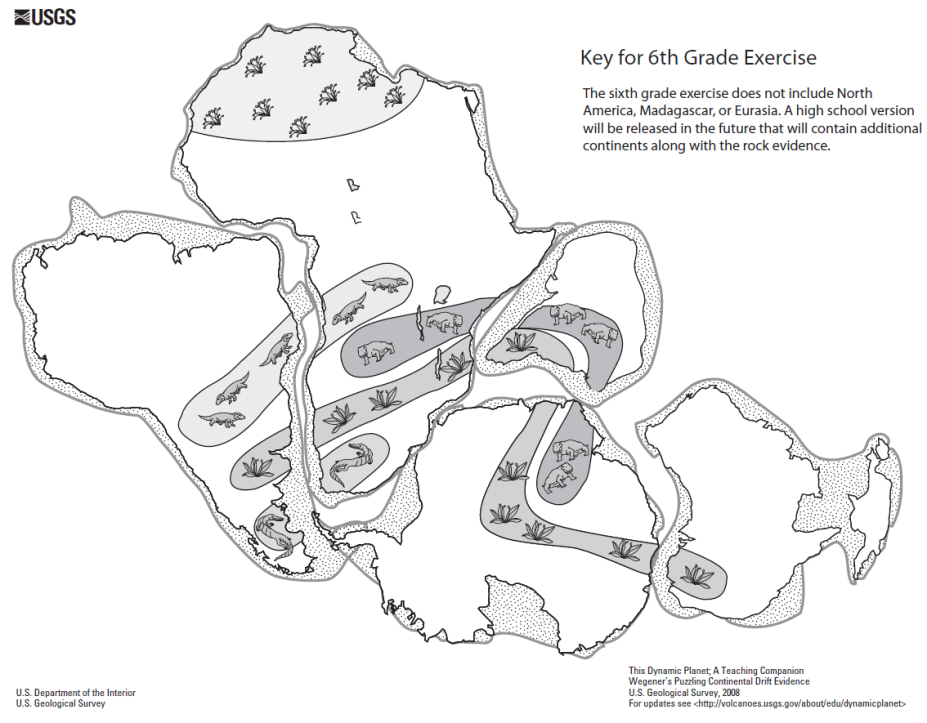 USGS
Key for 6th Grade Exercise
The sixth grade exercise does not include North
America, Madagascar, or Eurasia. A high school version
will be released in the future that will contain additional
continents along with the rock evidence.
This Dynamic Planet; A Teaching Companion
Wegener's Puzzling Continental Drift Evidence
U.S. Geological Survey, 2008
For updates see <http://volcanoes.usgs.gov/about/edu/dynamicplanet>
U.S. Department of the Interior
U.S. Geological Survey